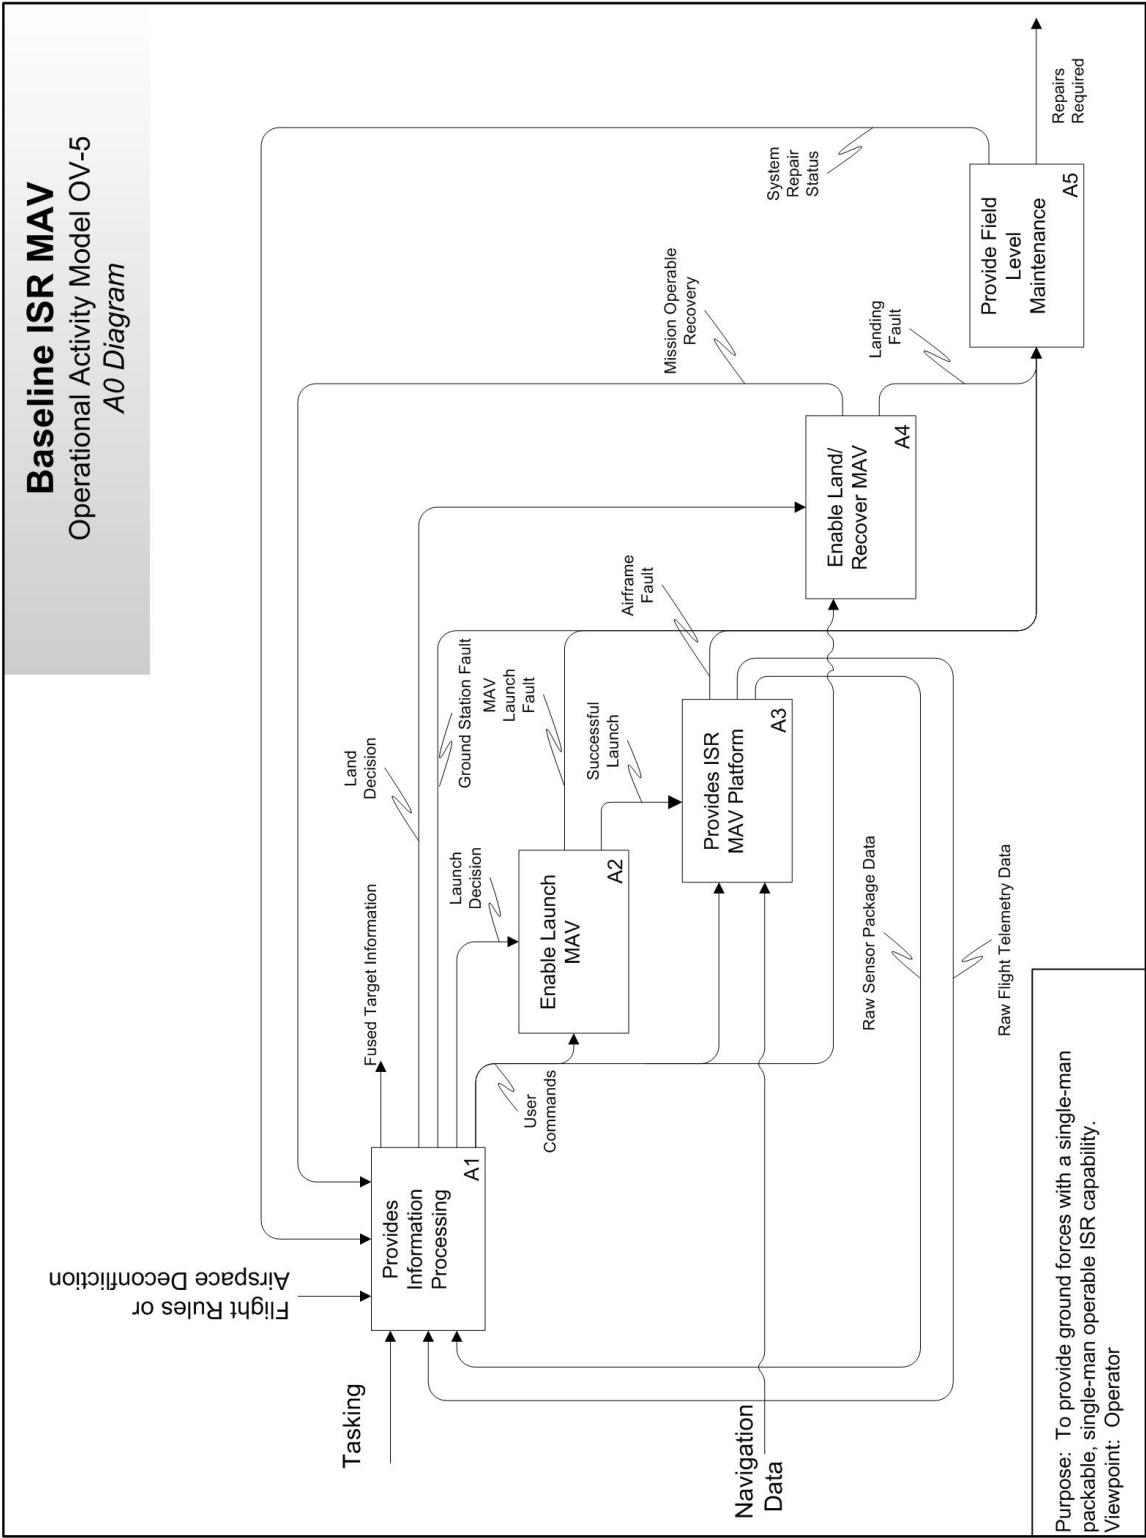 Baseline ISR MAV
Operational Activity Model OV-5
A0 Diagram
Flight Rules or
Airspace Deconfliction
Tasking
Navigation
Data
Provides
Information
Processing
A1
Fused Target Information
Land
Decision
Ground Station Fault
Launch
Decision
User
Commands
Enable Launch
MAV
A2
MAV
Launch
Fault
Successful
Launch
Provides ISR
MAV Platform
A3
Airframe
Fault
Raw Sensor Package Data
Raw Flight Telemetry Data
Enable Land/
Recover MAV
A4
Mission Operable
Recovery
Landing
Fault
Provide Field
Level
Maintenance
A5
System
Repair
Status
Repairs
Required
Purpose: To provide ground forces with a single-man
packable, single-man operable ISR capability.
Viewpoint: Operator